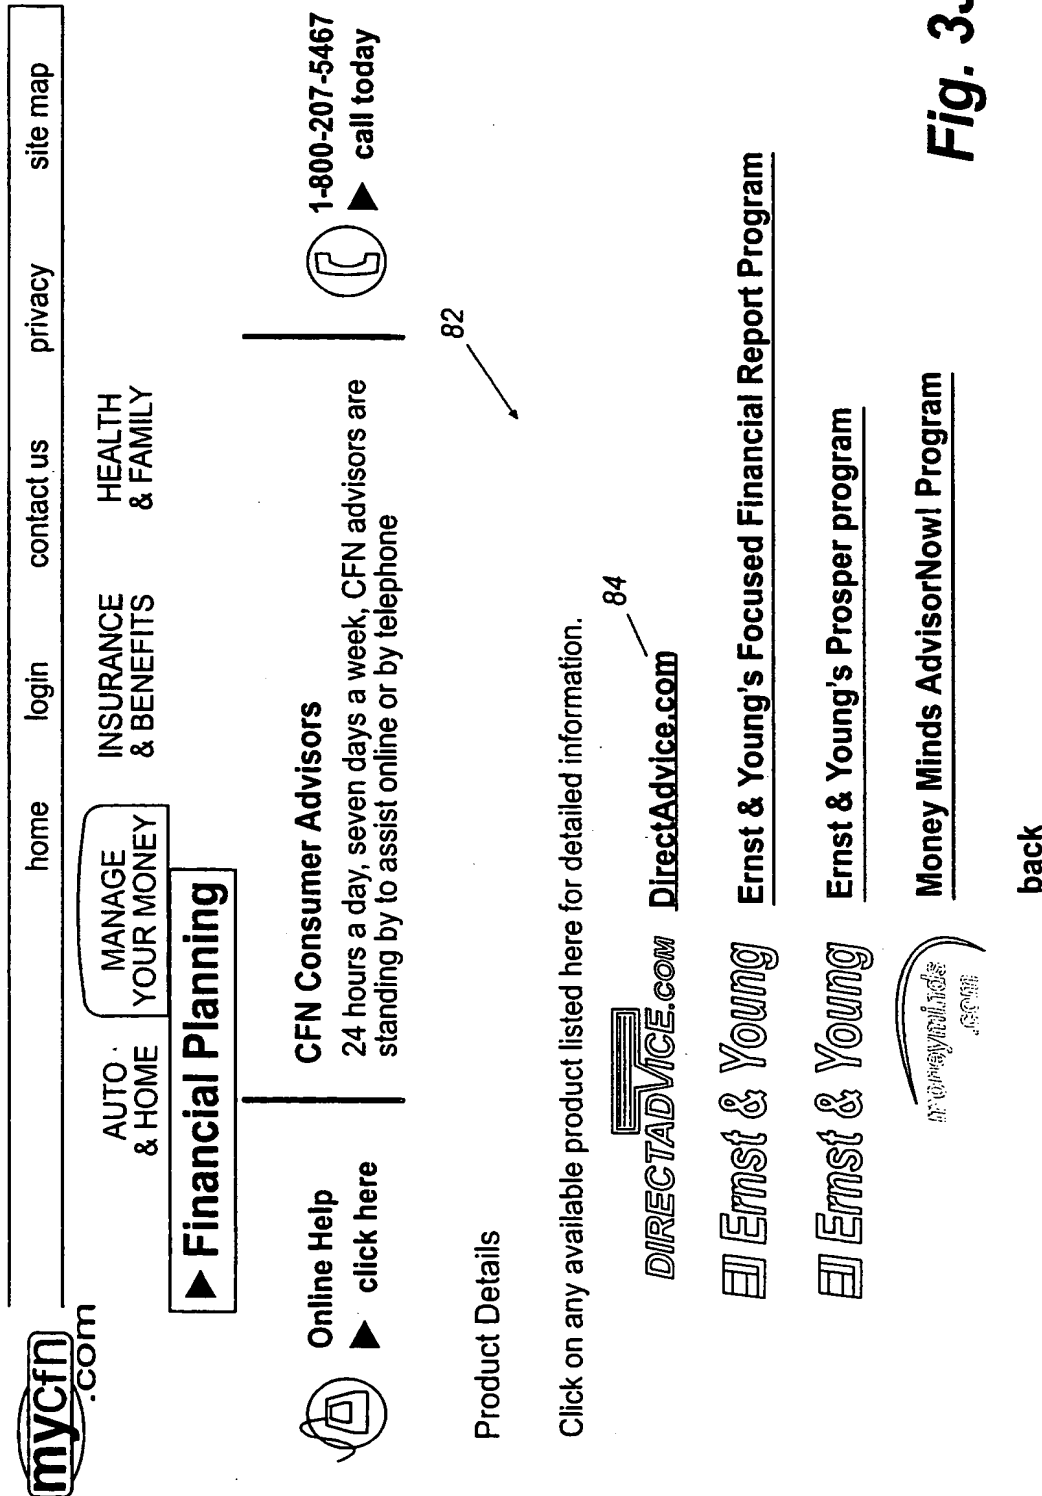 mycfn
.com
home login contact us privacy site map
AUTO
& HOME
MANAGE
YOUR MONEY
INSURANCE
& BENEFITS
HEALTH
& FAMILY
Financial Planning
Online Help
click here
CFN Consumer Advisors
24 hours a day, seven days a week, CFN advisors are
standing by to assist online or by telephone
1-800-207-5467
call today
Product Details
82
Click on any available product listed here for detailed information.
DIRECTADVICE.COM
DirectAdvice.com
84
Ernst & Young
Ernst & Young's Focused Financial Report Program
Ernst & Young
Ernst & Young's Prosper program
moneyminds
.com
Money Minds AdvisorNow! Program
back
Fig.